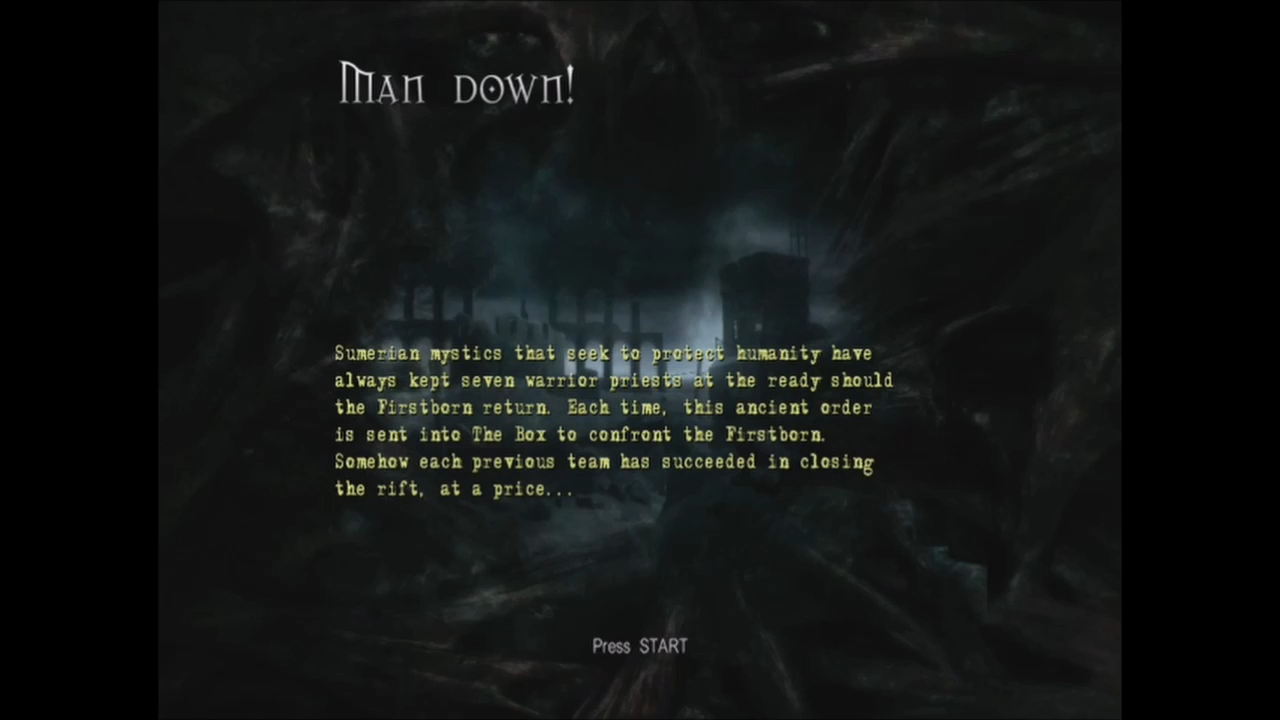 Man down!
Sumerian mystics that seek to protect humanity have
always kept seven warrior priests at the ready should
the Firstborn return. Each time, this ancient order
is sent into The Box to confront the Firstborn.
Somehow each previous team has succeeded in closing
the rift, at a price...
Press START